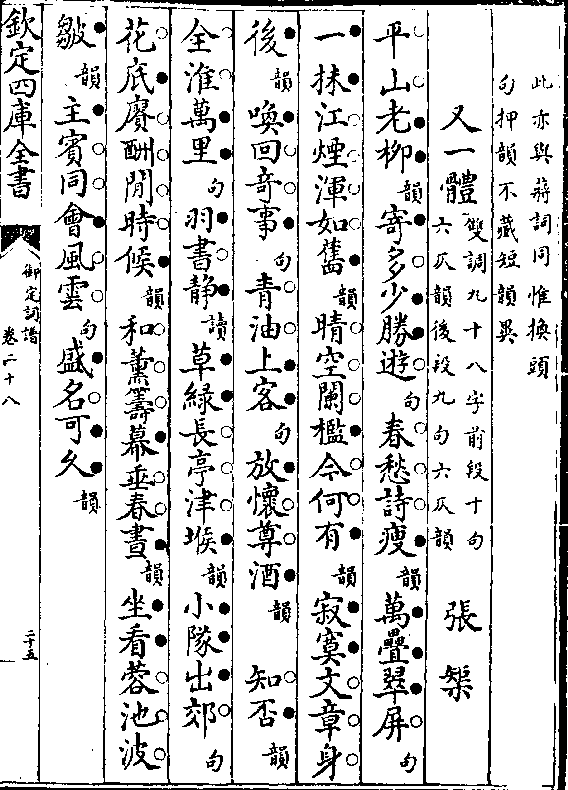 此亦與蔣詞同惟換頭
句押韻不藏短韻異
又一體 雙調九十八字前段十句 張榘
六仄韻後段九句六仄韻
平山老柳韻寄多少勝遊句春愁詩瘦韻萬疊翠屏句
一抹江煙渾如舊韻晴空闌檻今何有韻寂寞文章身
後韻喚回奇事句青油上客句放懷尊酒韻 知否韻
全淮萬里句羽書靜讀草緑長亭津堠韻小隊出郊句
花底賡酬閒時候韻和薰籌幕垂春晝韻坐看蓉池波
皺韻主賓同會風雲句盛名可久韻
欽定四庫全書
御定詞譜
卷二十八
二十五